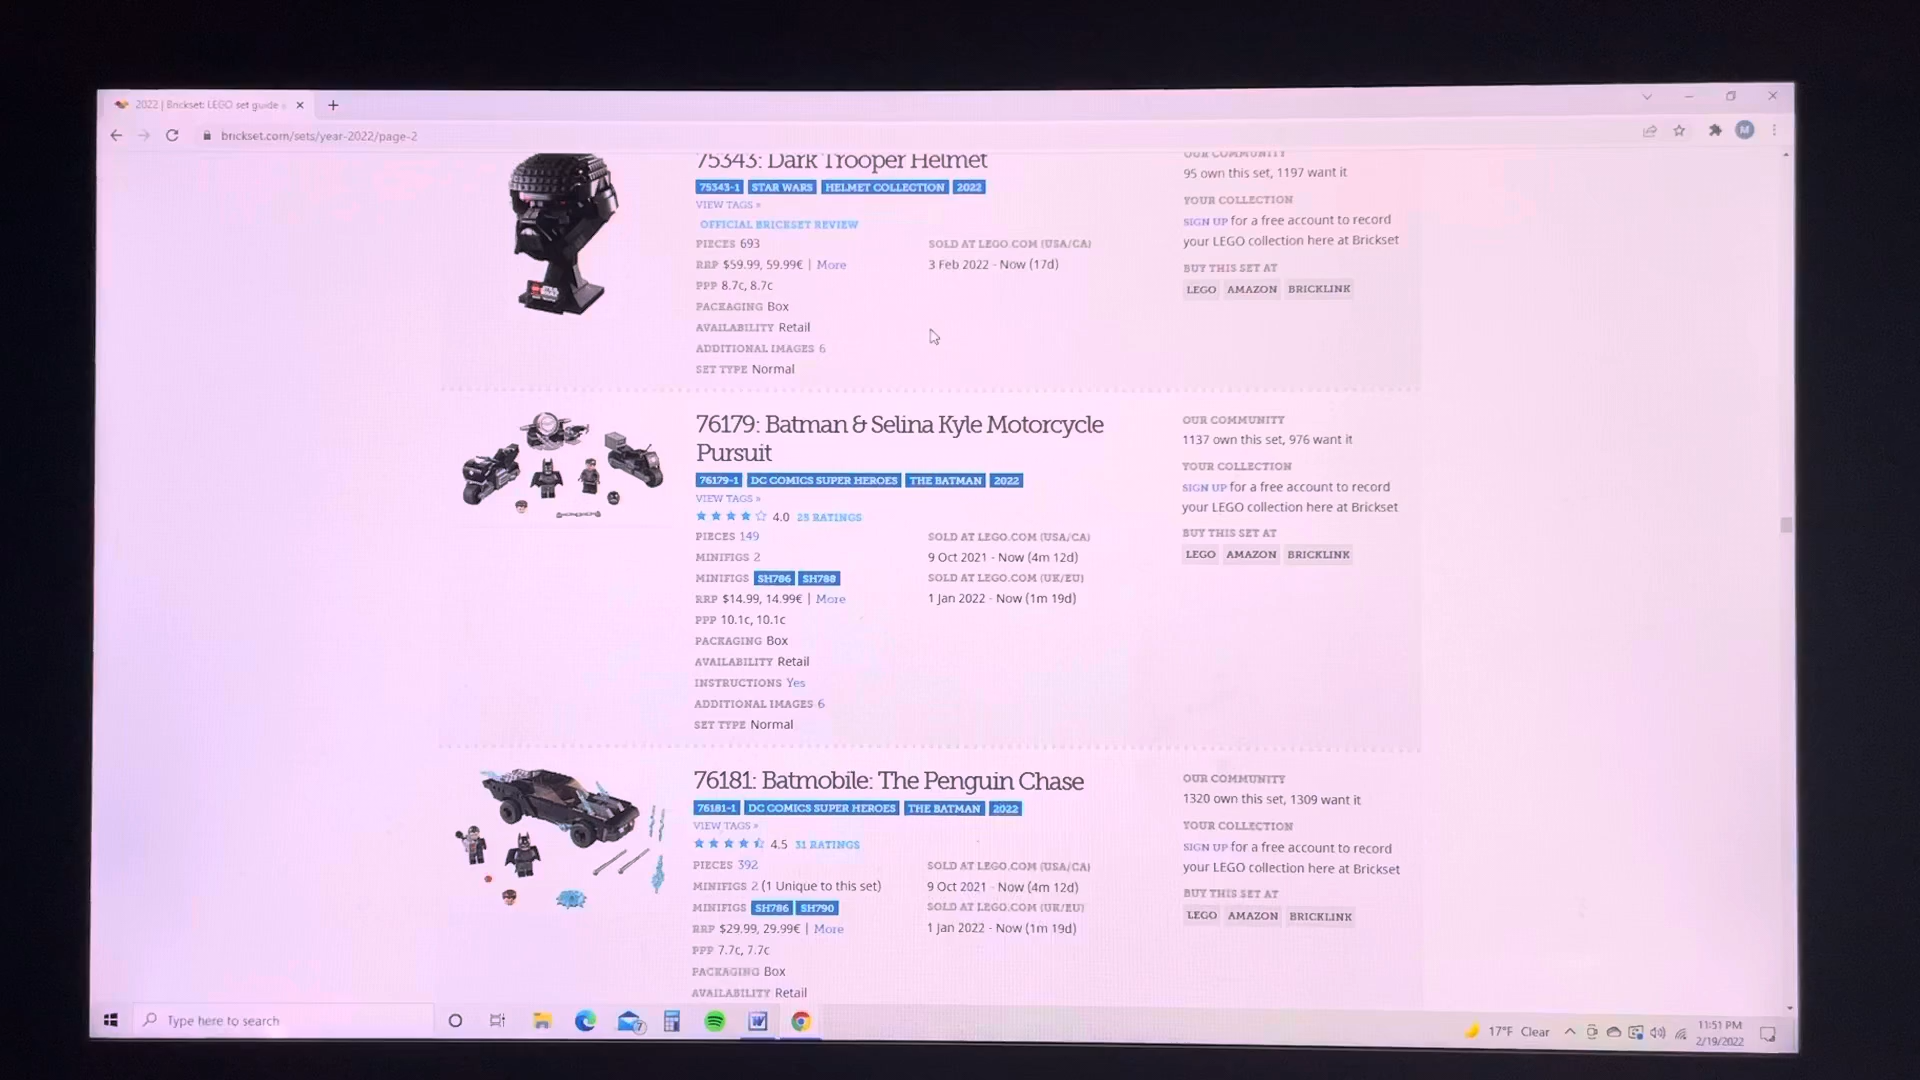 2022 | Brickset: LEGO set guide
brickset.com/sets/year-2022/page-2
M
75343: Dark Trooper Helmet
75343-1 STAR WARS HELMET COLLECTION 2022
VIEW TAGS »
OFFICIAL BRICKSET REVIEW
PIECES 693
RRP $59.99, 59.99€ | More
PPP 8.7c, 8.7c
PACKAGING Box
AVAILABILITY Retail
ADDITIONAL IMAGES 6
SET TYPE Normal
SOLD AT LEGO.COM (USA/CA)
3 Feb 2022 - Now (17d)
OUR COMMUNITY
95 own this set, 1197 want it
YOUR COLLECTION
SIGN UP for a free account to record
your LEGO collection here at Brickset
BUY THIS SET AT
LEGO AMAZON BRICKLINK
76179: Batman & Selina Kyle Motorcycle
Pursuit
76179-1 DC COMICS SUPER HEROES THE BATMAN 2022
VIEW TAGS »
4.0 28 RATINGS
PIECES 149
MINIFIGS 2
MINIFIGS SH786 SH788
RRP $14.99, 14.99€ | More
PPP 10.1c, 10.1c
PACKAGING Box
AVAILABILITY Retail
INSTRUCTIONS Yes
ADDITIONAL IMAGES 6
SET TYPE Normal
SOLD AT LEGO.COM (USA/CA)
9 Oct 2021 - Now (4m 12d)
SOLD AT LEGO.COM (UK/EU)
1 Jan 2022 - Now (1m 19d)
OUR COMMUNITY
1137 own this set, 976 want it
YOUR COLLECTION
SIGN UP for a free account to record
your LEGO collection here at Brickset
BUY THIS SET AT
LEGO AMAZON BRICKLINK
76181: Batmobile: The Penguin Chase
76181-1 DC COMICS SUPER HEROES THE BATMAN 2022
VIEW TAGS »
4.5 31 RATINGS
PIECES 392
MINIFIGS 2 (1 Unique to this set)
MINIFIGS SH786 SH790
RRP $29.99, 29.99€ | More
PPP 7.7c, 7.7c
PACKAGING Box
AVAILABILITY Retail
SOLD AT LEGO.COM (USA/CA)
9 Oct 2021 - Now (4m 12d)
SOLD AT LEGO.COM (UK/EU)
1 Jan 2022 - Now (1m 19d)
OUR COMMUNITY
1320 own this set, 1309 want it
YOUR COLLECTION
SIGN UP for a free account to record
your LEGO collection here at Brickset
BUY THIS SET AT
LEGO AMAZON BRICKLINK
Type here to search
7
17°F Clear
11:51 PM
2/19/2022